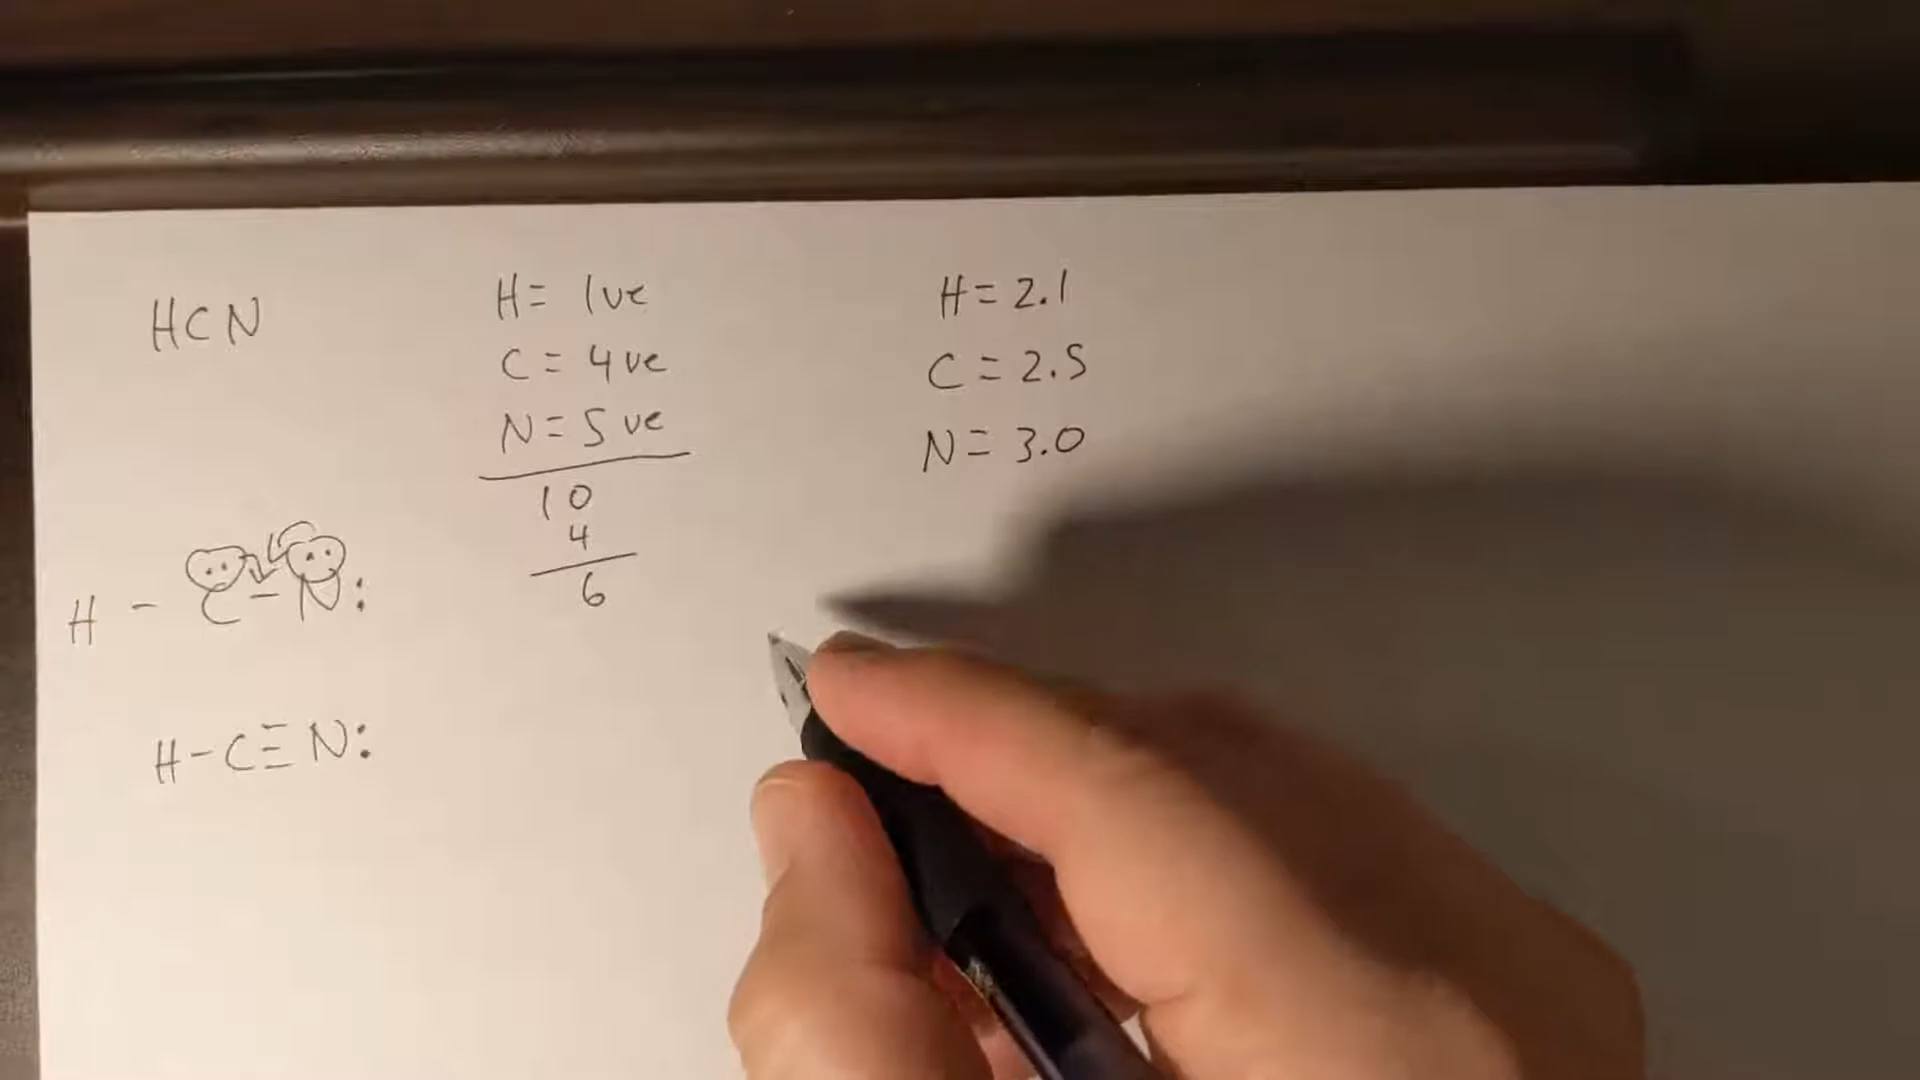 HCN
H = 1ve
C = 4ve
N = 5ve
10
4
6
H = 2.1
C = 2.5
N = 3.0
H - C - N:
H-C≡N: